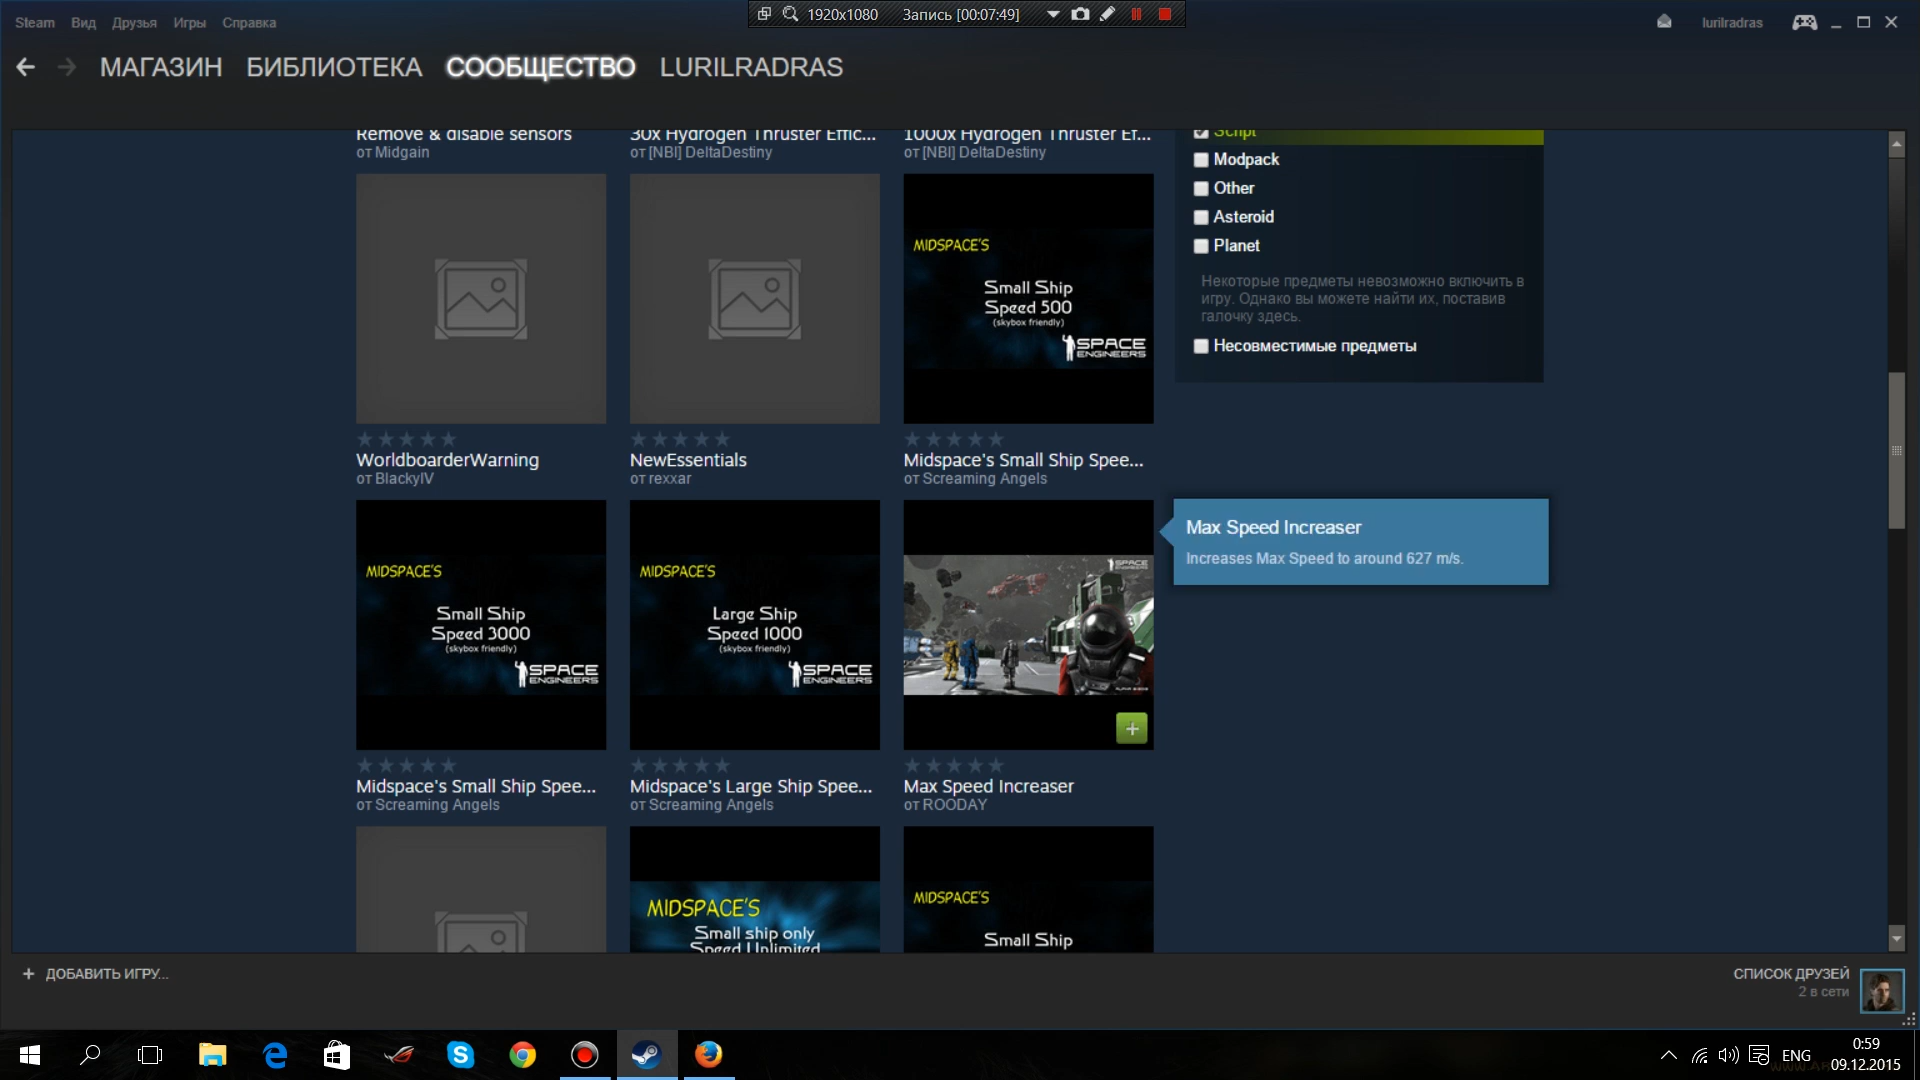 1920x1080 Запись [00:07:49]
Steam Вид Друзья Игры Справка
lurilradras
МАГАЗИН БИБЛИОТЕКА СООБЩЕСТВО LURILRADRAS
Remove & disable sensors
от Midgain
30x Hydrogen Thruster Effic...
от [NBI] DeltaDestiny
1000x Hydrogen Thruster Ef...
от [NBI] DeltaDestiny
Script
Modpack
Other
Asteroid
Planet
Некоторые предметы невозможно включить в
игру. Однако вы можете найти их, поставив
галочку здесь.
Несовместимые предметы
MIDSPACE'S
Small Ship
Speed 500
(skybox friendly)
SPACE
ENGINEERS
WorldboarderWarning
от BlackyIV
NewEssentials
от rexxar
Midspace's Small Ship Spee...
от Screaming Angels
MIDSPACE'S
Small Ship
Speed 3000
(skybox friendly)
SPACE
ENGINEERS
MIDSPACE'S
Large Ship
Speed 1000
(skybox friendly)
SPACE
ENGINEERS
SPACE
ENGINEERS
Max Speed Increaser
Increases Max Speed to around 627 m/s.
Midspace's Small Ship Spee...
от Screaming Angels
Midspace's Large Ship Spee...
от Screaming Angels
Max Speed Increaser
от ROODAY
MIDSPACE'S
Small ship only
Speed Unlimited
MIDSPACE'S
Small Ship
+ ДОБАВИТЬ ИГРУ...
СПИСОК ДРУЗЕЙ
2 в сети
ENG
0:59
09.12.2015